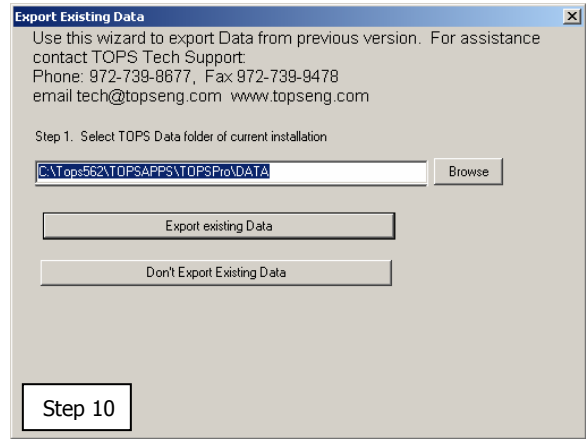 Export Existing Data
Use this wizard to export Data from previous version. For assistance
contact TOPS Tech Support:
Phone: 972-739-8677, Fax 972-739-9478
email tech@topseng.com www.topseng.com
Step 1. Select TOPS Data folder of current installation
C:\Tops562\TOPSAPPS\TOPSPro\DATA
Browse
Export existing Data
Don't Export Existing Data
Step 10